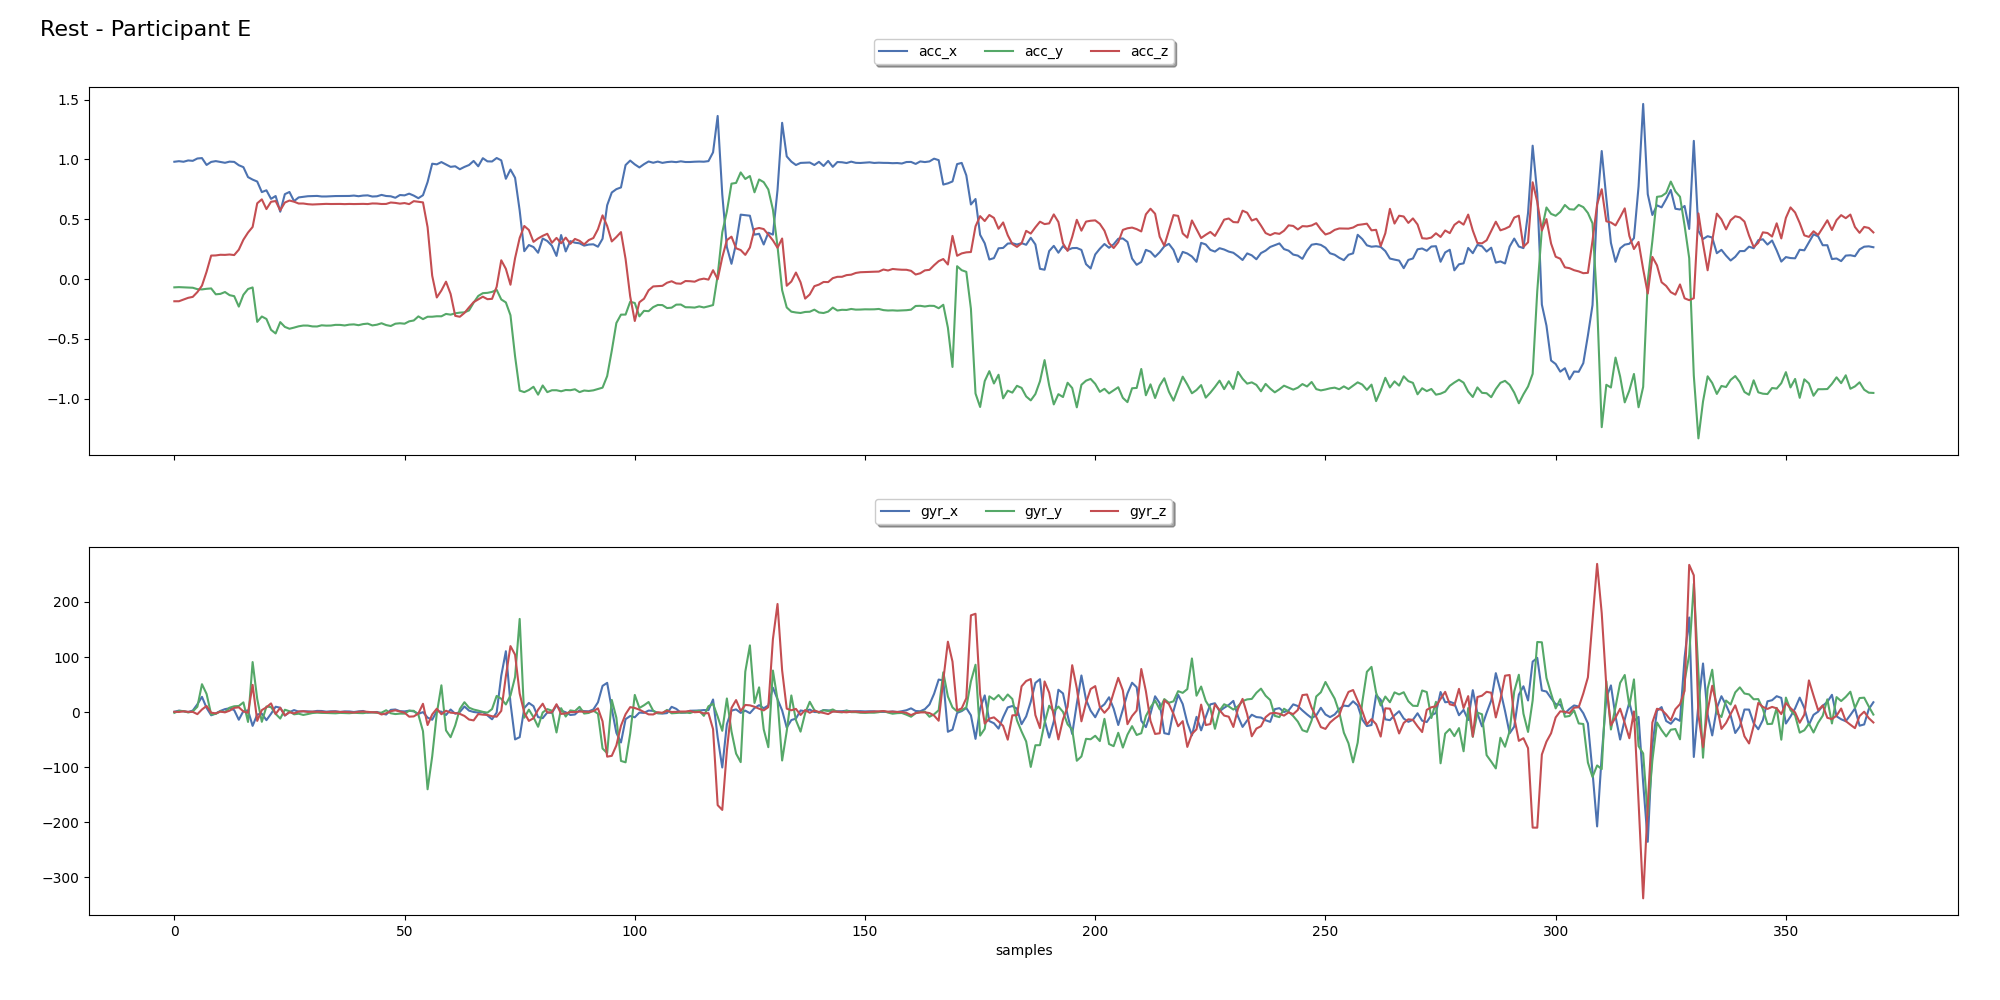 Rest - Participant E
acc_x acc_y acc_z
1.5
1.0
0.5
0.0
−0.5
−1.0
gyr_x gyr_y gyr_z
200
100
0
−100
−200
−300
0 50 100 150 200 250 300 350
samples